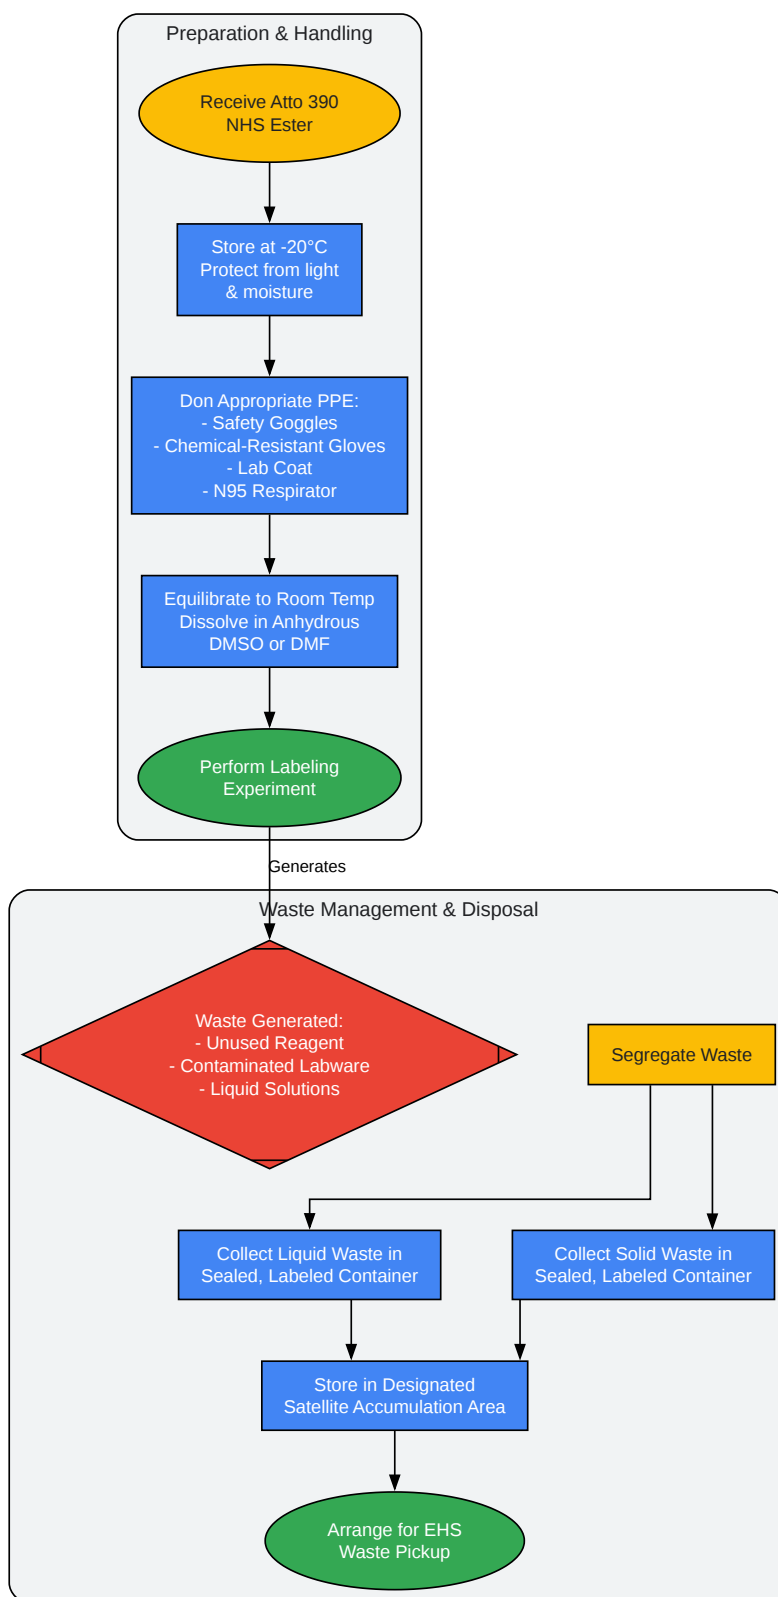 Preparation & Handling
Receive Atto 390
NHS Ester
Store at -20°C
Protect from light
& moisture
Don Appropriate PPE:
- Safety Goggles
- Chemical-Resistant Gloves
- Lab Coat
- N95 Respirator
Equilibrate to Room Temp
Dissolve in Anhydrous
DMSO or DMF
Perform Labeling
Experiment
Generates
Waste Management & Disposal
Waste Generated:
- Unused Reagent
- Contaminated Labware
- Liquid Solutions
Segregate Waste
Collect Liquid Waste in
Sealed, Labeled Container
Collect Solid Waste in
Sealed, Labeled Container
Store in Designated
Satellite Accumulation Area
Arrange for EHS
Waste Pickup